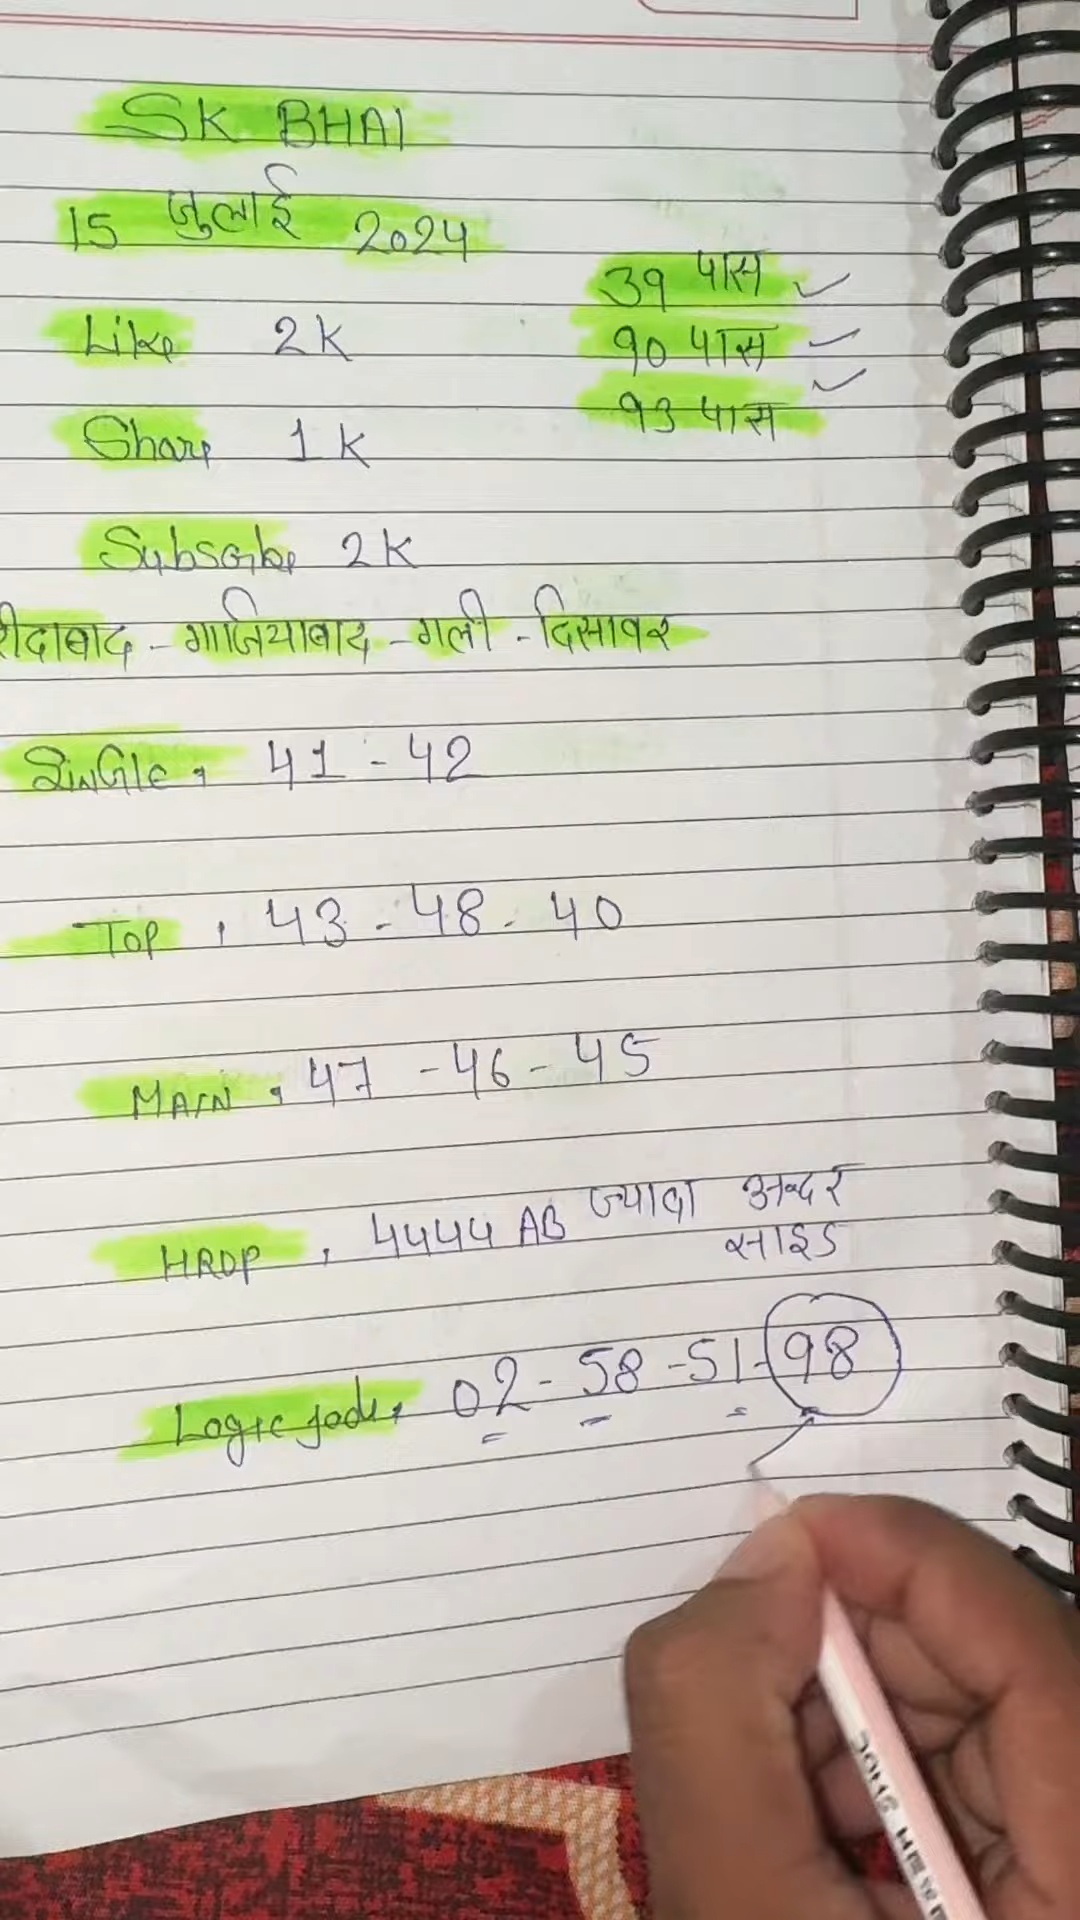 SK BHAI
15 जुलाई 2024
39 पास
Like 2K
90 पास
93 पास
Share 1K
Subscribe 2K
रीदाबाद - गाजियाबाद - गली - दिसावर
SinGle, 41 - 42
TOP, 43 - 48 - 40
MAIN, 47 - 46 - 45
HRDP, 4444 AB ज्यादा अन्दर
साइड
Logic jodi, 02 - 58 - 51 - 98